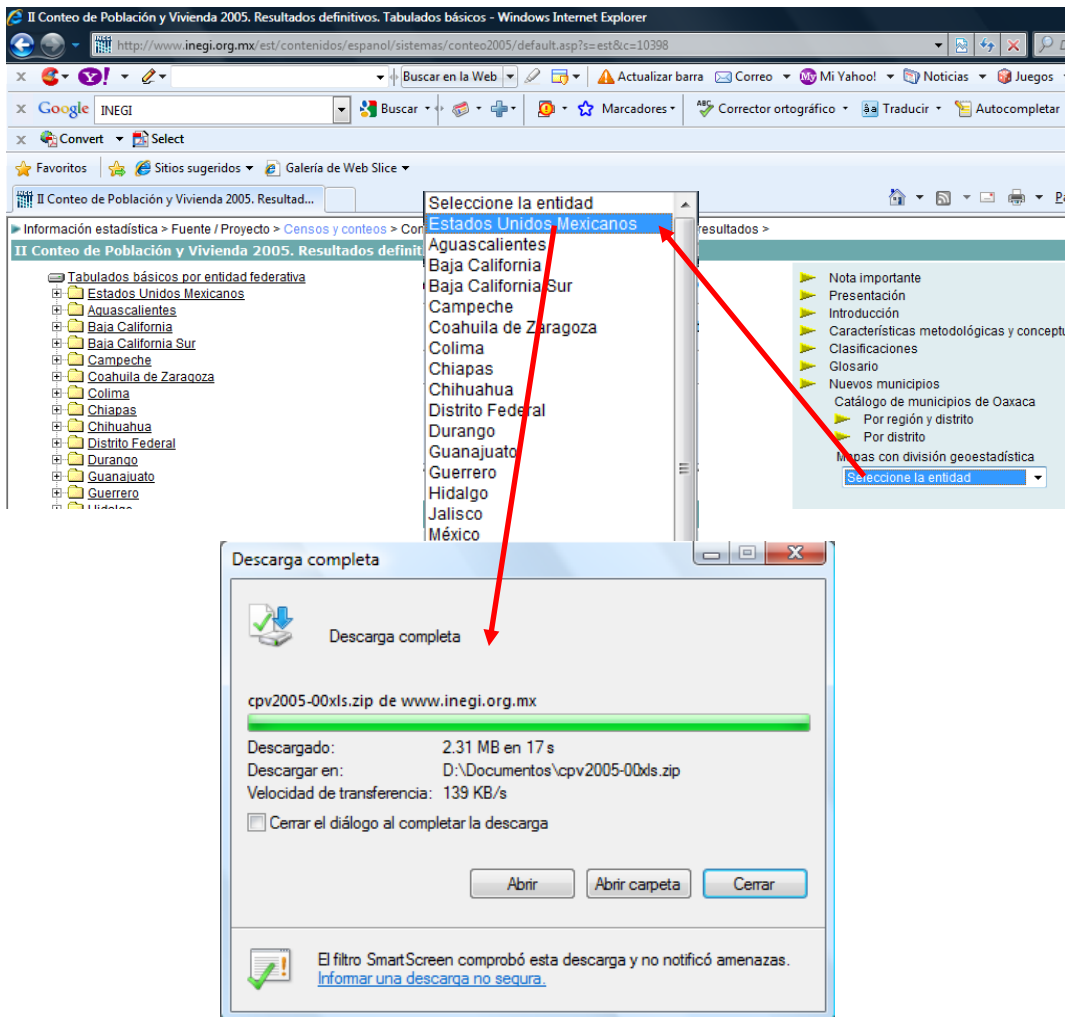 II Conteo de Población y Vivienda 2005. Resultados definitivos. Tabulados básicos - Windows Internet Explorer
http://www.inegi.org.mx/est/contenidos/espanol/sistemas/conteo2005/default.asp?s=est&c=10398
x Y! Buscar en la Web Actualizar barra Correo Mi Yahoo! Noticias Juegos
x Google INEGI Buscar Marcadores Corrector ortográfico Traducir Autocompletar
x Convert Select
Favoritos Sitios sugeridos Galería de Web Slice
II Conteo de Población y Vivienda 2005. Resultad...
Información estadística > Fuente / Proyecto > Censos y conteos > Con
resultados >
II Conteo de Población y Vivienda 2005. Resultados definit
Tabulados básicos por entidad federativa
Estados Unidos Mexicanos
Aguascalientes
Baja California
Baja California Sur
Campeche
Coahuila de Zaragoza
Colima
Chiapas
Chihuahua
Distrito Federal
Durango
Guanajuato
Guerrero
Seleccione la entidad
Estados Unidos Mexicanos
Aguascalientes
Baja California
Baja California Sur
Campeche
Coahuila de Zaragoza
Colima
Chiapas
Chihuahua
Distrito Federal
Durango
Guanajuato
Guerrero
Hidalgo
Jalisco
México
Nota importante
Presentación
Introducción
Características metodológicas y conceptu
Clasificaciones
Glosario
Nuevos municipios
Catálogo de municipios de Oaxaca
Por región y distrito
Por distrito
Mapas con división geoestadística
Seleccione la entidad
Descarga completa
Descarga completa
cpv2005-00xls.zip de www.inegi.org.mx
Descargado: 2.31 MB en 17 s
Descargar en: D:\Documentos\cpv2005-00xls.zip
Velocidad de transferencia: 139 KB/s
Cerrar el diálogo al completar la descarga
Abrir Abrir carpeta Cerrar
El filtro SmartScreen comprobó esta descarga y no notificó amenazas.
Informar una descarga no segura.